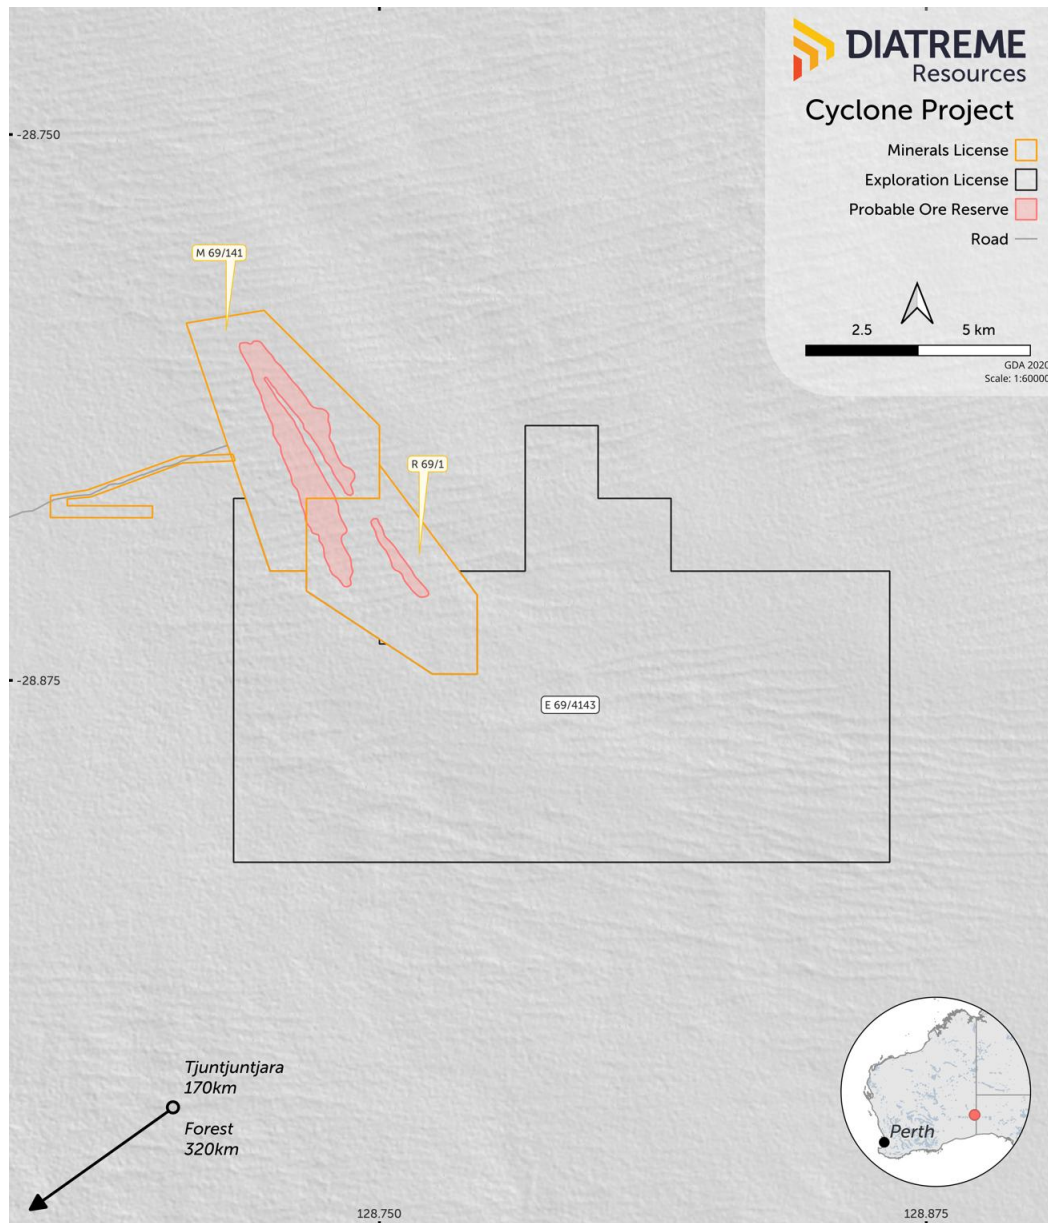 DIATREME
Resources
Cyclone Project
Minerals License
Exploration License
Probable Ore Reserve
Road
2.5 5 km
GDA 2020
Scale: 1:60000
-28.750
M 69/141
R 69/1
-28.875
E 69/4143
Tjuntjuntjara
170km
Forest
320km
Perth
128.750 128.875